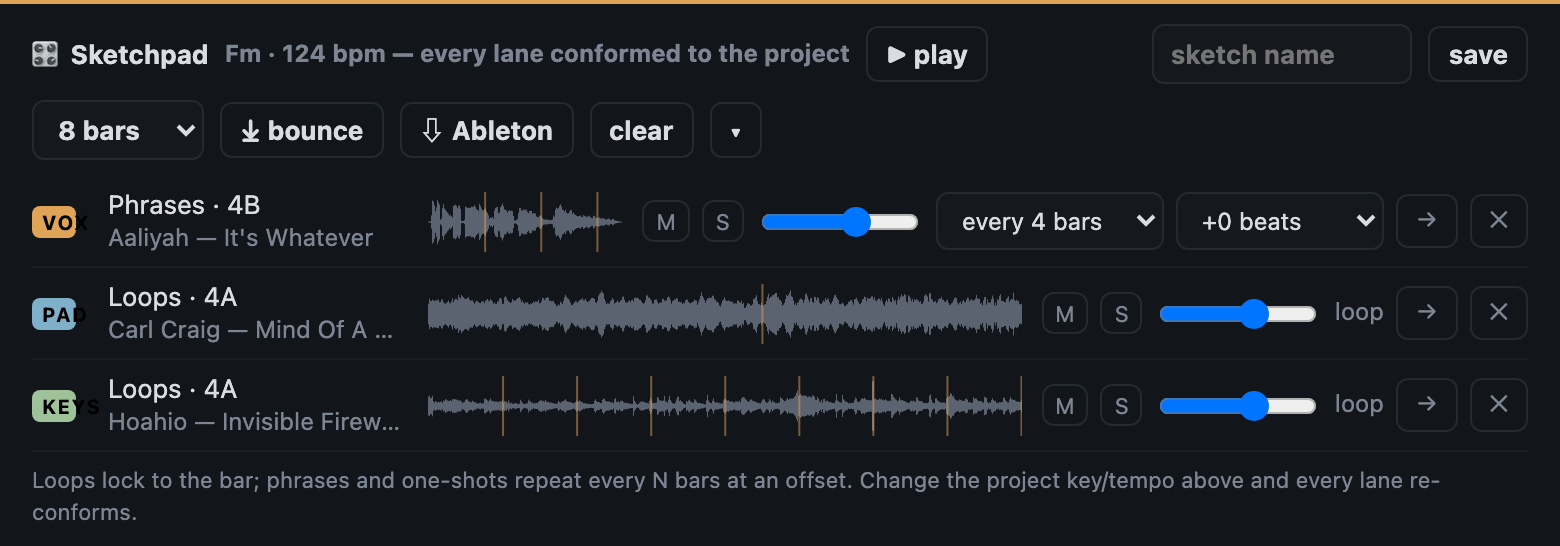 Sketchpad Fm · 124 bpm — every lane conformed to the project ▶ play sketch name save
8 bars ↓ bounce ⇩ Ableton clear ▾
VOX Phrases · 4B M S every 4 bars +0 beats → ×
Aaliyah — It's Whatever
PAD Loops · 4A M S loop → ×
Carl Craig — Mind Of A ...
KEYS Loops · 4A M S loop → ×
Hoahio — Invisible Firew...
Loops lock to the bar; phrases and one-shots repeat every N bars at an offset. Change the project key/tempo above and every lane re-
conforms.